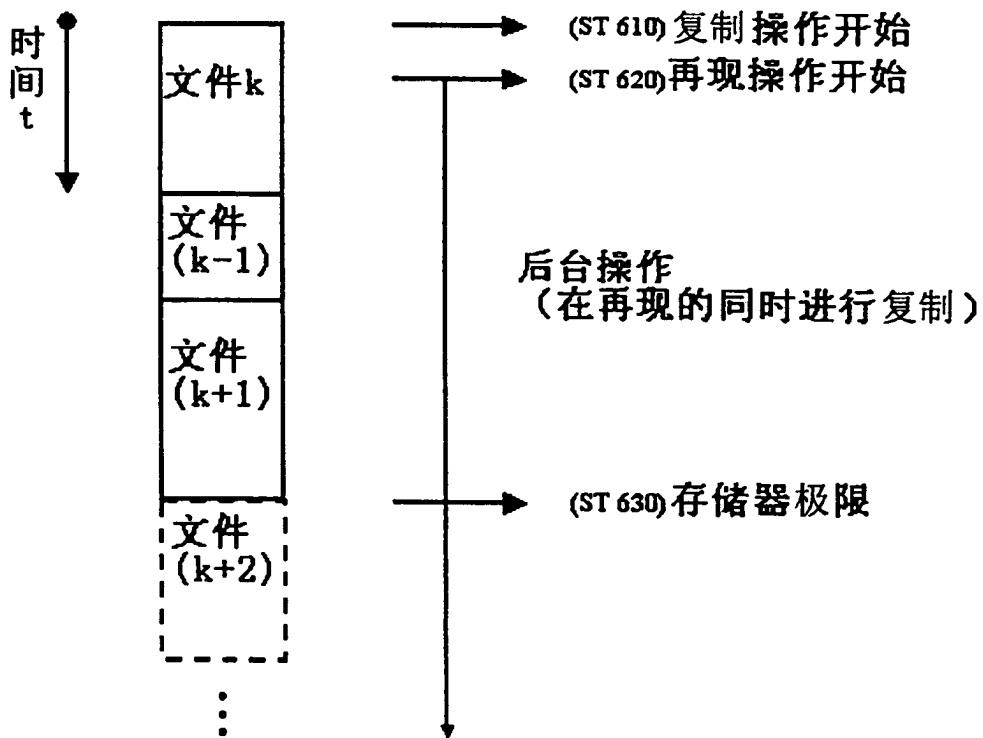 时
间
t
文件k
(ST 610) 复制操作开始
(ST 620) 再现操作开始
文件
(k-1)
后台操作
（在再现的同时进行复制）
文件
(k+1)
(ST 630) 存储器极限
文件
(k+2)